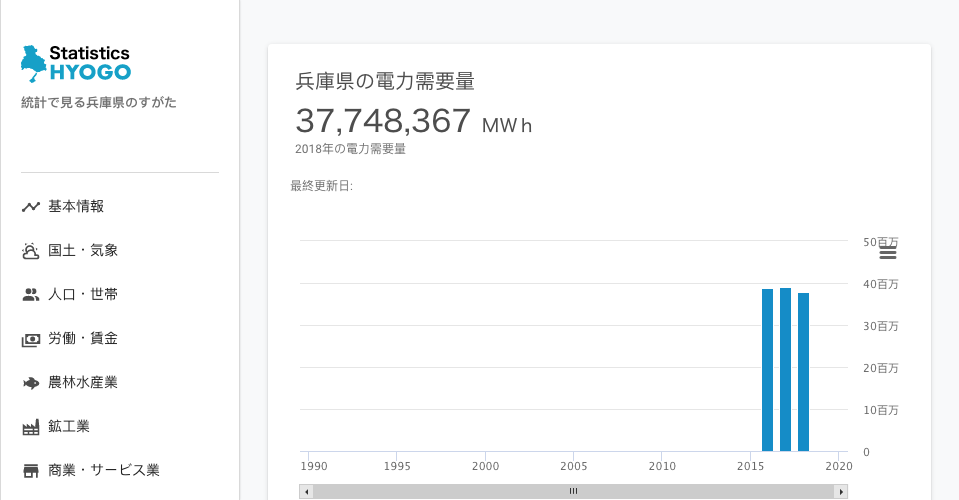 Statistics
HYOGO
統計で見る兵庫県のすがた
基本情報
国土・気象
人口・世帯
労働・賃金
農林水産業
鉱工業
商業・サービス業
兵庫県の電力需要量
37,748,367 MWh
2018年の電力需要量
最終更新日:
50百万
40百万
30百万
20百万
10百万
0
1990 1995 2000 2005 2010 2015 2020